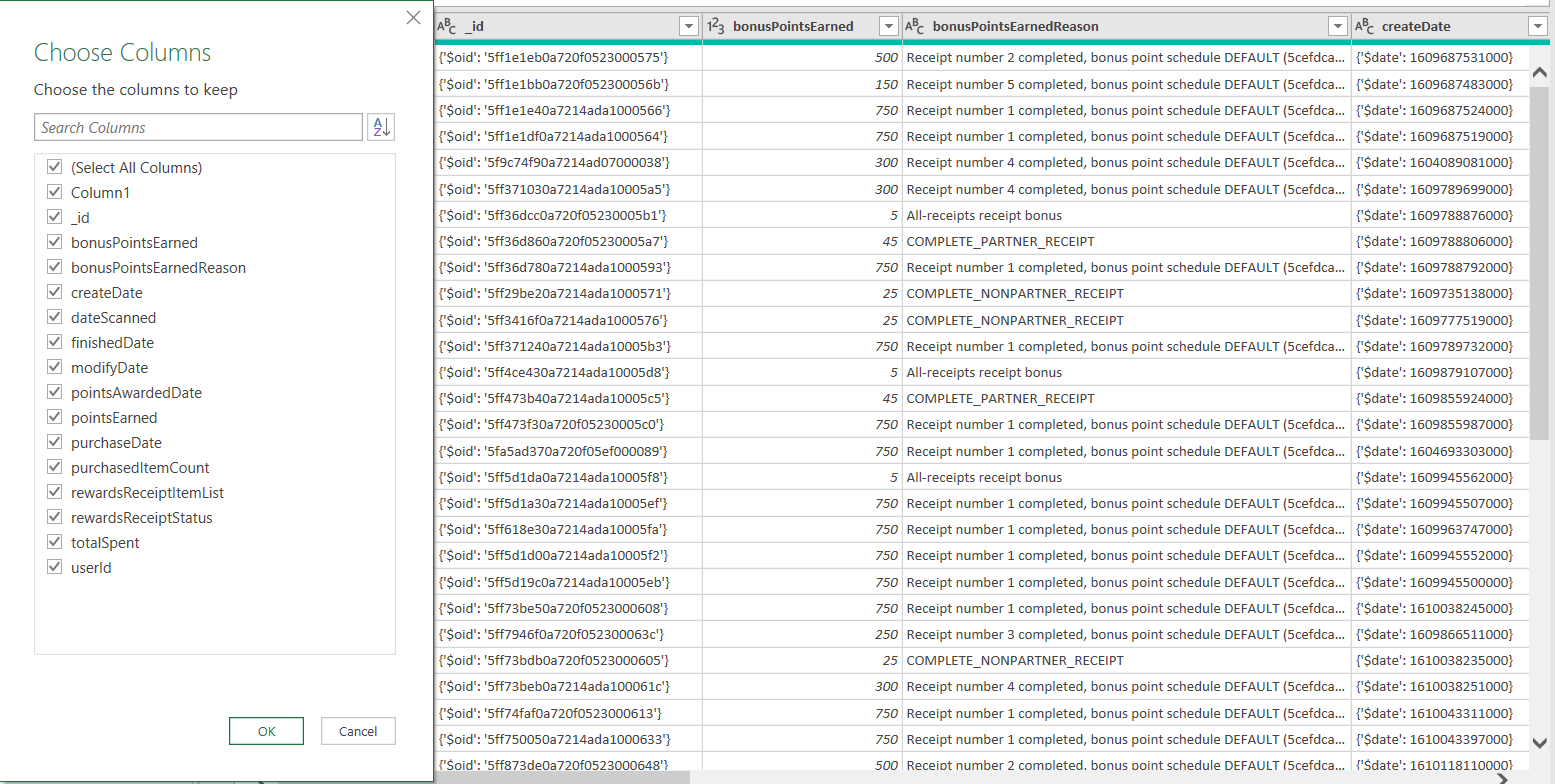 Choose Columns
Choose the columns to keep
Search Columns
(Select All Columns)
Column1
_id
bonusPointsEarned
bonusPointsEarnedReason
createDate
dateScanned
finishedDate
modifyDate
pointsAwardedDate
pointsEarned
purchaseDate
purchasedItemCount
rewardsReceiptItemList
rewardsReceiptStatus
totalSpent
userId
OK Cancel
_id bonusPointsEarned bonusPointsEarnedReason createDate
{'$oid': '5ff1e1eb0a720f0523000575'} 500 Receipt number 2 completed, bonus point schedule DEFAULT (5cefdca... {'$date': 1609687531000}
{'$oid': '5ff1e1bb0a720f052300056b'} 150 Receipt number 5 completed, bonus point schedule DEFAULT (5cefdca... {'$date': 1609687483000}
{'$oid': '5ff1e1e40a7214ada1000566'} 750 Receipt number 1 completed, bonus point schedule DEFAULT (5cefdca... {'$date': 1609687524000}
{'$oid': '5ff1e1df0a7214ada1000564'} 750 Receipt number 1 completed, bonus point schedule DEFAULT (5cefdca... {'$date': 1609687519000}
{'$oid': '5f9c74f90a7214ad07000038'} 300 Receipt number 4 completed, bonus point schedule DEFAULT (5cefdca... {'$date': 1604089081000}
{'$oid': '5ff371030a7214ada10005a5'} 300 Receipt number 4 completed, bonus point schedule DEFAULT (5cefdca... {'$date': 1609789699000}
{'$oid': '5ff36dcc0a720f05230005b1'} 5 All-receipts receipt bonus {'$date': 1609788876000}
{'$oid': '5ff36d860a720f05230005a7'} 45 COMPLETE_PARTNER_RECEIPT {'$date': 1609788806000}
{'$oid': '5ff36d780a7214ada1000593'} 750 Receipt number 1 completed, bonus point schedule DEFAULT (5cefdca... {'$date': 1609788792000}
{'$oid': '5ff29be20a7214ada1000571'} 25 COMPLETE_NONPARTNER_RECEIPT {'$date': 1609735138000}
{'$oid': '5ff3416f0a7214ada1000576'} 25 COMPLETE_NONPARTNER_RECEIPT {'$date': 1609777519000}
{'$oid': '5ff371240a7214ada10005b3'} 750 Receipt number 1 completed, bonus point schedule DEFAULT (5cefdca... {'$date': 1609789732000}
{'$oid': '5ff4ce430a7214ada10005d8'} 5 All-receipts receipt bonus {'$date': 1609879107000}
{'$oid': '5ff473b40a7214ada10005c5'} 45 COMPLETE_PARTNER_RECEIPT {'$date': 1609855924000}
{'$oid': '5ff473f30a720f05230005c0'} 750 Receipt number 1 completed, bonus point schedule DEFAULT (5cefdca... {'$date': 1609855987000}
{'$oid': '5fa5ad370a720f05ef000089'} 750 Receipt number 1 completed, bonus point schedule DEFAULT (5cefdca... {'$date': 1604693303000}
{'$oid': '5ff5d1da0a7214ada10005f8'} 5 All-receipts receipt bonus {'$date': 1609945562000}
{'$oid': '5ff5d1a30a7214ada10005ef'} 750 Receipt number 1 completed, bonus point schedule DEFAULT (5cefdca... {'$date': 1609945507000}
{'$oid': '5ff618e30a7214ada10005fa'} 750 Receipt number 1 completed, bonus point schedule DEFAULT (5cefdca... {'$date': 1609963747000}
{'$oid': '5ff5d1d00a7214ada10005f2'} 750 Receipt number 1 completed, bonus point schedule DEFAULT (5cefdca... {'$date': 1609945552000}
{'$oid': '5ff5d19c0a7214ada10005eb'} 750 Receipt number 1 completed, bonus point schedule DEFAULT (5cefdca... {'$date': 1609945500000}
{'$oid': '5ff73be50a720f0523000608'} 750 Receipt number 1 completed, bonus point schedule DEFAULT (5cefdca... {'$date': 1610038245000}
{'$oid': '5ff7946f0a720f052300063c'} 250 Receipt number 3 completed, bonus point schedule DEFAULT (5cefdca... {'$date': 1609866511000}
{'$oid': '5ff73bdb0a720f0523000605'} 25 COMPLETE_NONPARTNER_RECEIPT {'$date': 1610038235000}
{'$oid': '5ff73beb0a7214ada100061c'} 300 Receipt number 4 completed, bonus point schedule DEFAULT (5cefdca... {'$date': 1610038251000}
{'$oid': '5ff74faf0a720f0523000613'} 750 Receipt number 1 completed, bonus point schedule DEFAULT (5cefdca... {'$date': 1610043311000}
{'$oid': '5ff750050a7214ada1000633'} 750 Receipt number 1 completed, bonus point schedule DEFAULT (5cefdca... {'$date': 1610043397000}
{'$oid': '5ff873de0a720f0523000648'} 500 Receipt number 2 completed, bonus point schedule DEFAULT (5cefdca... {'$date': 1610118110000}